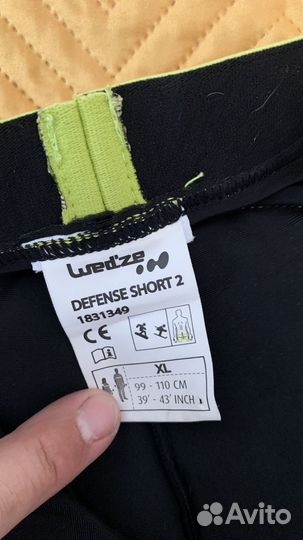 Wed'ze
DEFENSE SHORT 2
1831349
CE
XL
99 - 110 CM
39' - 43' INCH
Avito